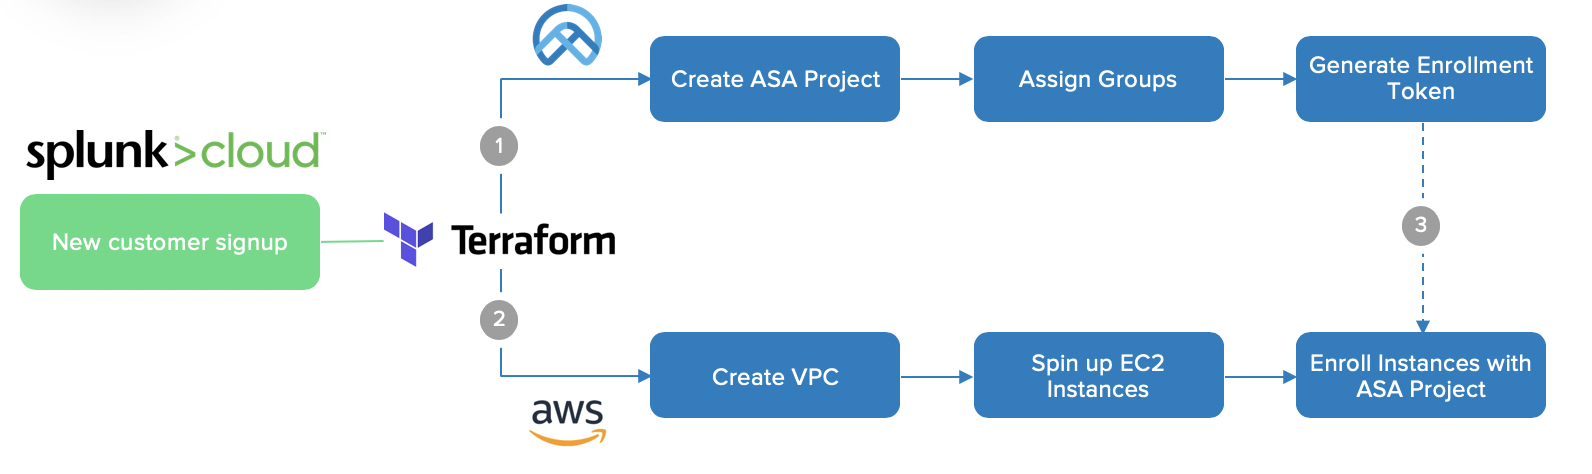 splunk>cloud™
New customer signup
Terraform
1
Create ASA Project
Assign Groups
Generate Enrollment
Token
2
aws
Create VPC
Spin up EC2
Instances
3
Enroll Instances with
ASA Project